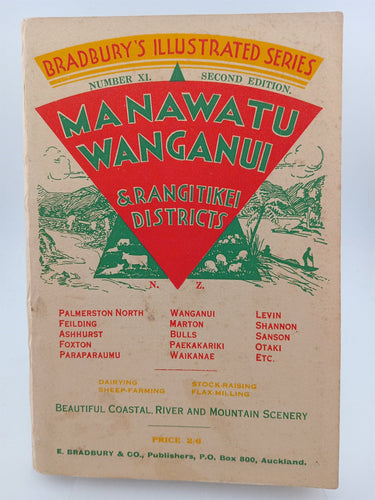 BRADBURY'S ILLUSTRATED SERIES
NUMBER XI. SECOND EDITION.
MANAWATU
WANGANUI
& RANGITIKEI
DISTRICTS
N. Z.
PALMERSTON NORTH WANGANUI LEVIN
FEILDING MARTON SHANNON
ASHHURST BULLS SANSON
FOXTON PAEKAKARIKI OTAKI
PARAPARAUMU WAIKANAE ETC.
DAIRYING STOCK-RAISING
SHEEP-FARMING FLAX-MILLING
BEAUTIFUL COASTAL, RIVER AND MOUNTAIN SCENERY
PRICE 2/6
E. BRADBURY & CO., Publishers, P.O. Box 800, Auckland.